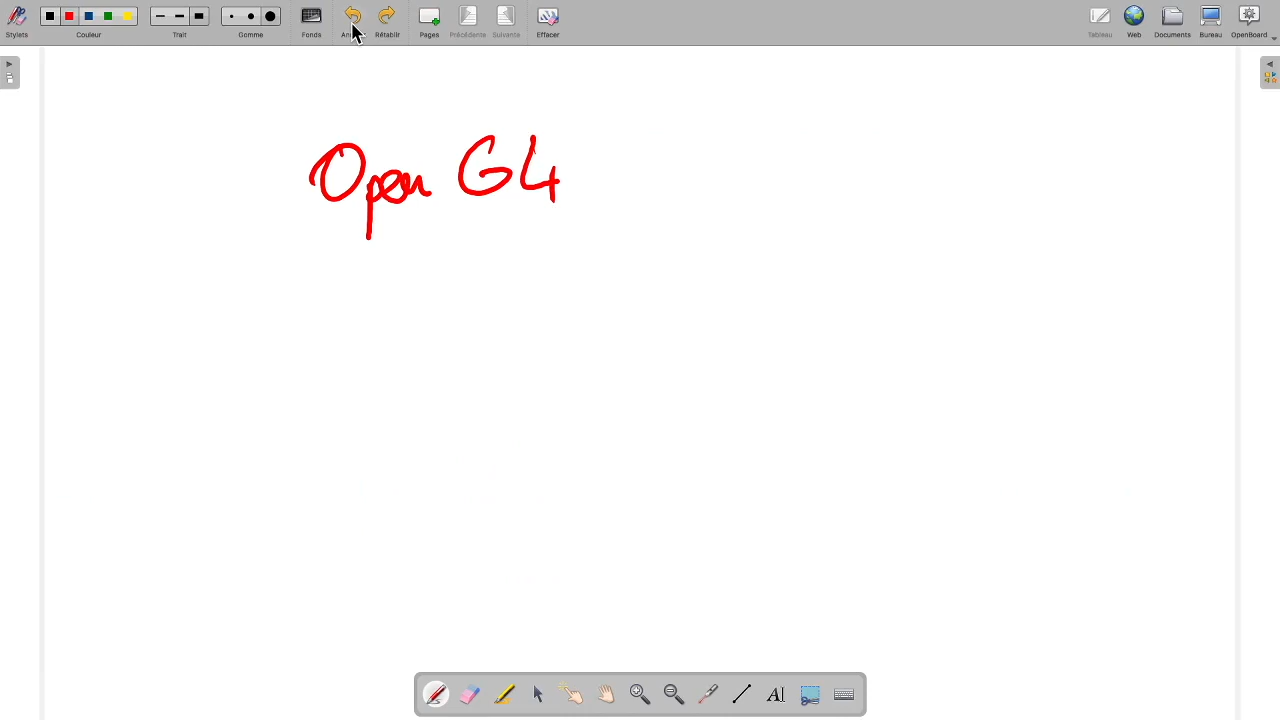 Stylets
Couleur
Trait
Gomme
Fonds
Rétablir
Pages
Précédente
Suivante
Effacer
Tableau
Web
Documents
Bureau
OpenBoard
Open G4